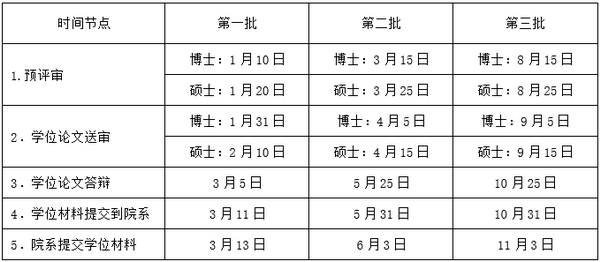 时间节点 第一批 第二批 第三批
1.预评审 博士：1月10日 博士：3月15日 博士：8月15日
硕士：1月20日 硕士：3月25日 硕士：8月25日
2．学位论文送审 博士：1月31日 博士：4月5日 博士：9月5日
硕士：2月10日 硕士：4月15日 硕士：9月15日
3．学位论文答辩 3月5日 5月25日 10月25日
4．学位材料提交到院系 3月11日 5月31日 10月31日
5．院系提交学位材料 3月13日 6月3日 11月3日